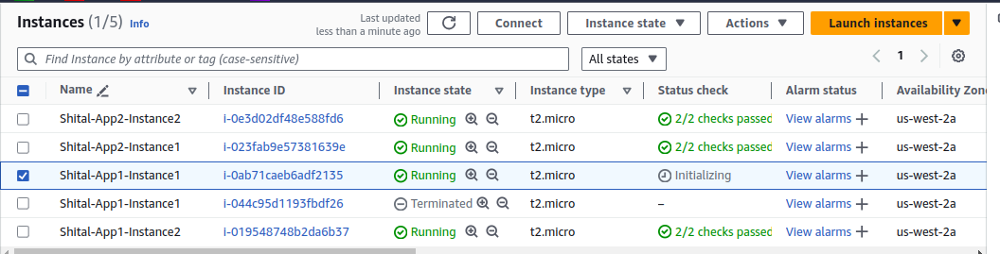 Instances (1/5) Info Last updated less than a minute ago Connect Instance state Actions Launch instances
Find Instance by attribute or tag (case-sensitive) All states 1
Name Instance ID Instance state Instance type Status check Alarm status Availability Zone
Shital-App2-Instance2 i-0e3d02df48e588fd6 Running t2.micro 2/2 checks passed View alarms us-west-2a
Shital-App2-Instance1 i-023fab9e57381639e Running t2.micro 2/2 checks passed View alarms us-west-2a
Shital-App1-Instance1 i-0ab71caeb6adf2135 Running t2.micro Initializing View alarms us-west-2a
Shital-App1-Instance1 i-044c95d1193fbdf26 Terminated t2.micro – View alarms us-west-2a
Shital-App1-Instance2 i-019548748b2da6b37 Running t2.micro 2/2 checks passed View alarms us-west-2a